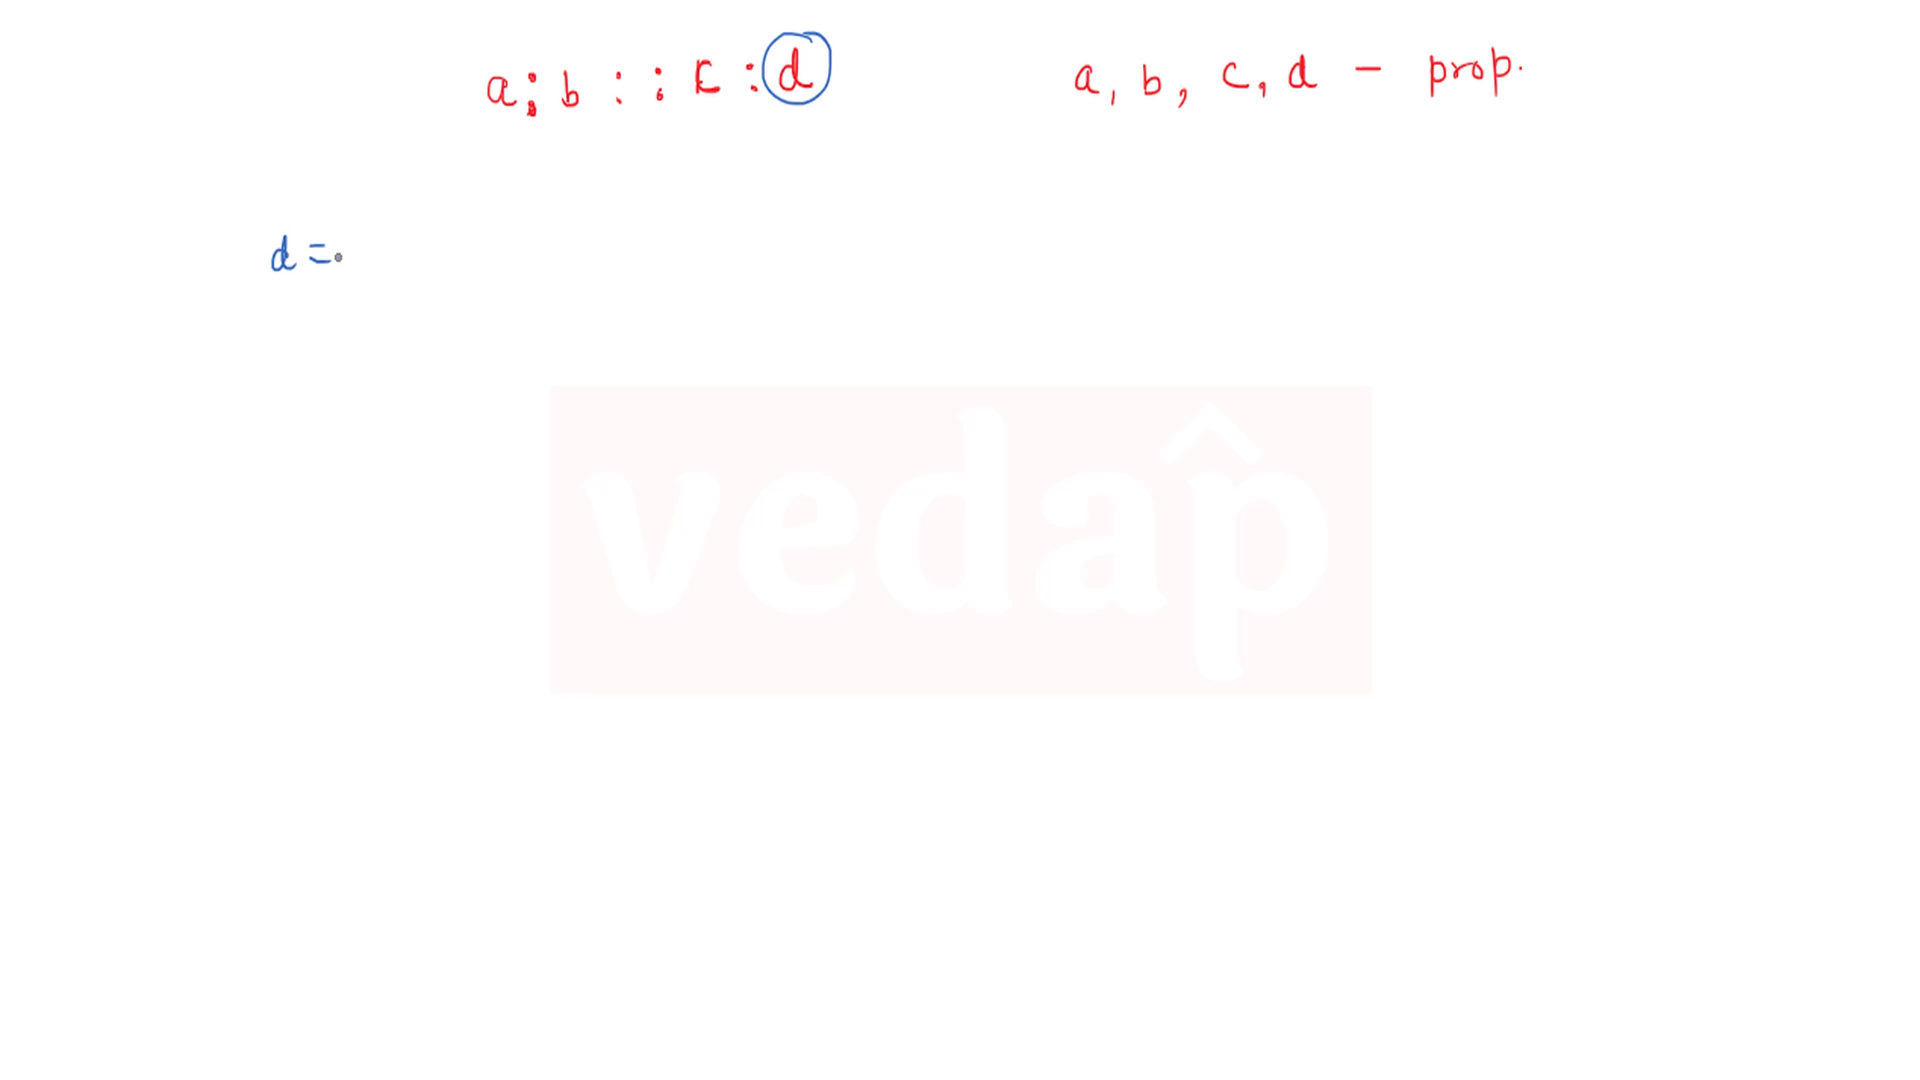 a : b : : c : d a, b, c, d - prop.
d =
vedap̂